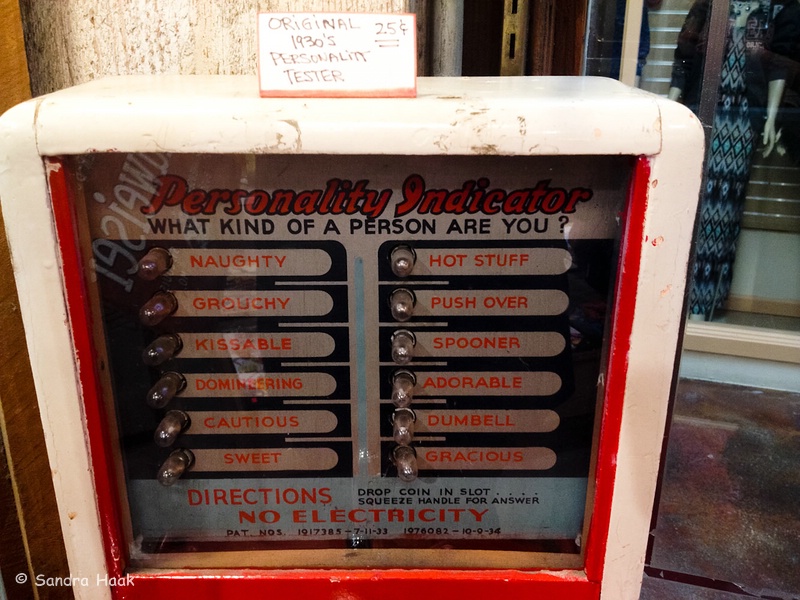 ORIGINAL 25¢
1930'S
PERSONALITY
TESTER
Personality Indicator
WHAT KIND OF A PERSON ARE YOU?
NAUGHTY HOT STUFF
GROUCHY PUSH OVER
KISSABLE SPOONER
DOMINEERING ADORABLE
CAUTIOUS DUMBELL
SWEET GRACIOUS
DIRECTIONS DROP COIN IN SLOT....
SQUEEZE HANDLE FOR ANSWER
NO ELECTRICITY
PAT. NOS. 1917385-7-11-33 1976082-10-9-34
© Sandra Haak